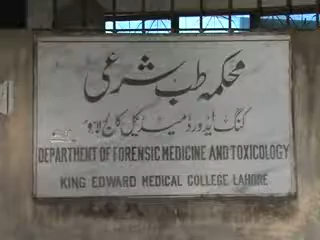 محکمہ طب شرعی
کنگ ایڈورڈ میڈیکل کالج لاہور
DEPARTMENT OF FORENSIC MEDICINE AND TOXICOLOGY
KING EDWARD MEDICAL COLLEGE LAHORE